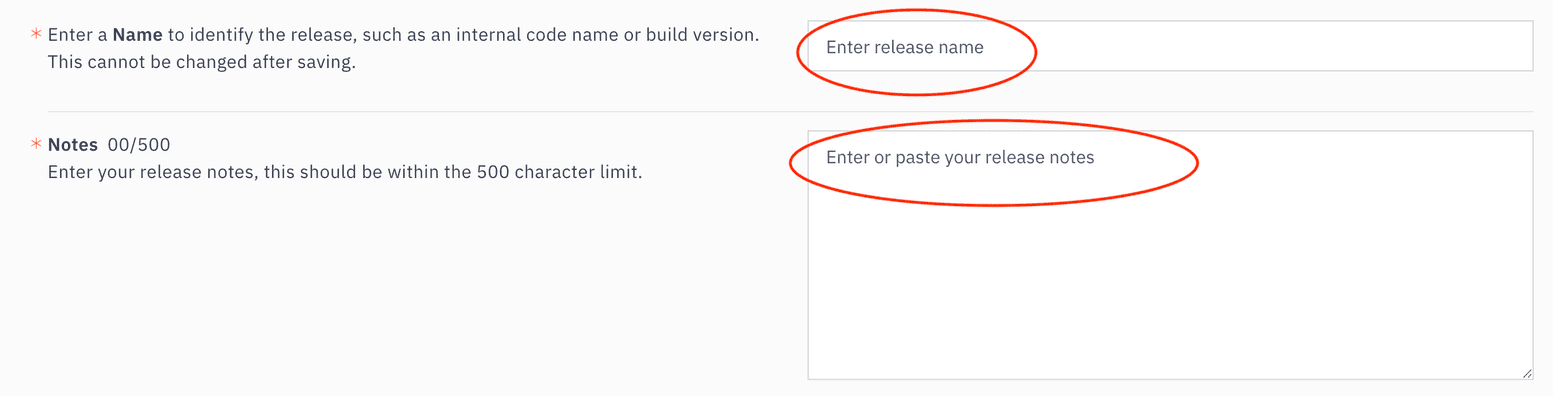 * Enter a Name to identify the release, such as an internal code name or build version.
This cannot be changed after saving.
Enter release name
* Notes 00/500
Enter your release notes, this should be within the 500 character limit.
Enter or paste your release notes